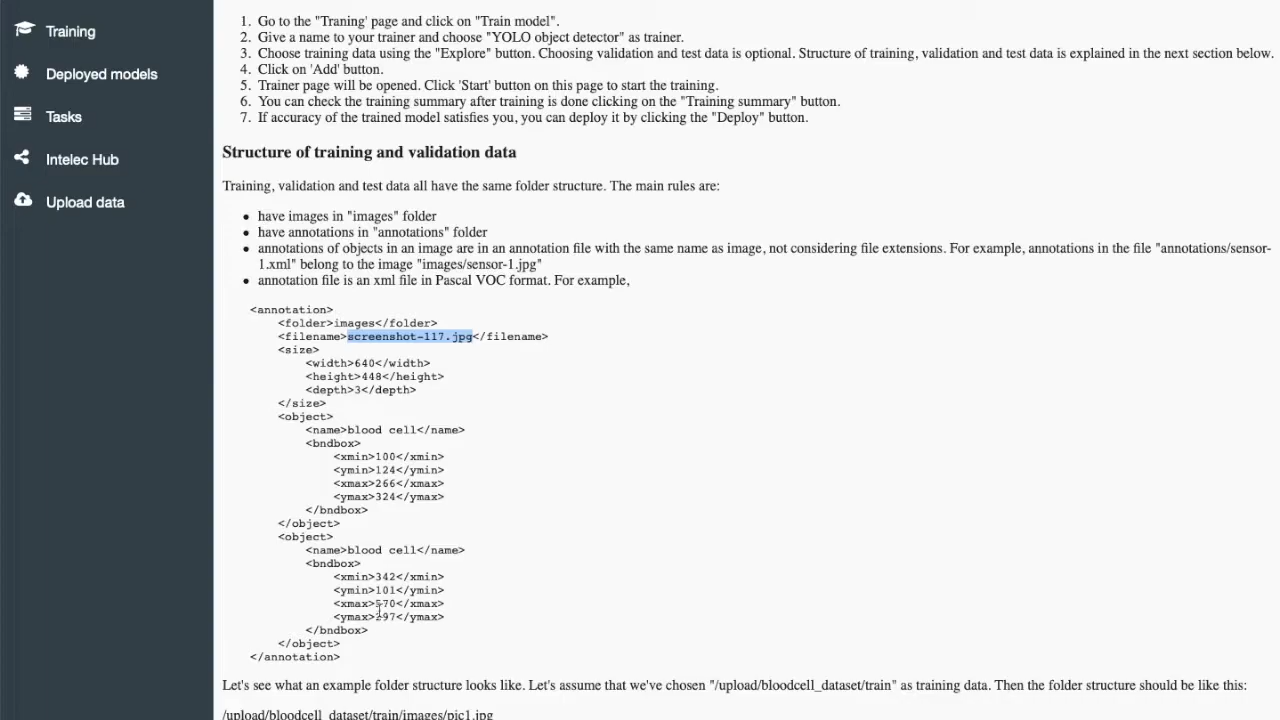 Training
Deployed models
Tasks
Intelec Hub
Upload data
1. Go to the "Traning' page and click on "Train model".
2. Give a name to your trainer and choose "YOLO object detector" as trainer.
3. Choose training data using the "Explore" button. Choosing validation and test data is optional. Structure of training, validation and test data is explained in the next section below.
4. Click on 'Add' button.
5. Trainer page will be opened. Click 'Start' button on this page to start the training.
6. You can check the training summary after training is done clicking on the "Training summary" button.
7. If accuracy of the trained model satisfies you, you can deploy it by clicking the "Deploy" button.
Structure of training and validation data
Training, validation and test data all have the same folder structure. The main rules are:
• have images in "images" folder
• have annotations in "annotations" folder
• annotations of objects in an image are in an annotation file with the same name as image, not considering file extensions. For example, annotations in the file "annotations/sensor-
1.xml" belong to the image "images/sensor-1.jpg"
• annotation file is an xml file in Pascal VOC format. For example,
<annotation>
<folder>images</folder>
<filename>screenshot-117.jpg</filename>
<size>
<width>640</width>
<height>448</height>
<depth>3</depth>
</size>
<object>
<name>blood cell</name>
<bndbox>
<xmin>100</xmin>
<ymin>124</ymin>
<xmax>266</xmax>
<ymax>324</ymax>
</bndbox>
</object>
<object>
<name>blood cell</name>
<bndbox>
<xmin>342</xmin>
<ymin>101</ymin>
<xmax>570</xmax>
<ymax>297</ymax>
</bndbox>
</object>
</annotation>
Let's see what an example folder structure looks like. Let's assume that we've chosen "/upload/bloodcell_dataset/train" as training data. Then the folder structure should be like this:
/upload/bloodcell_dataset/train/images/pic1.jpg